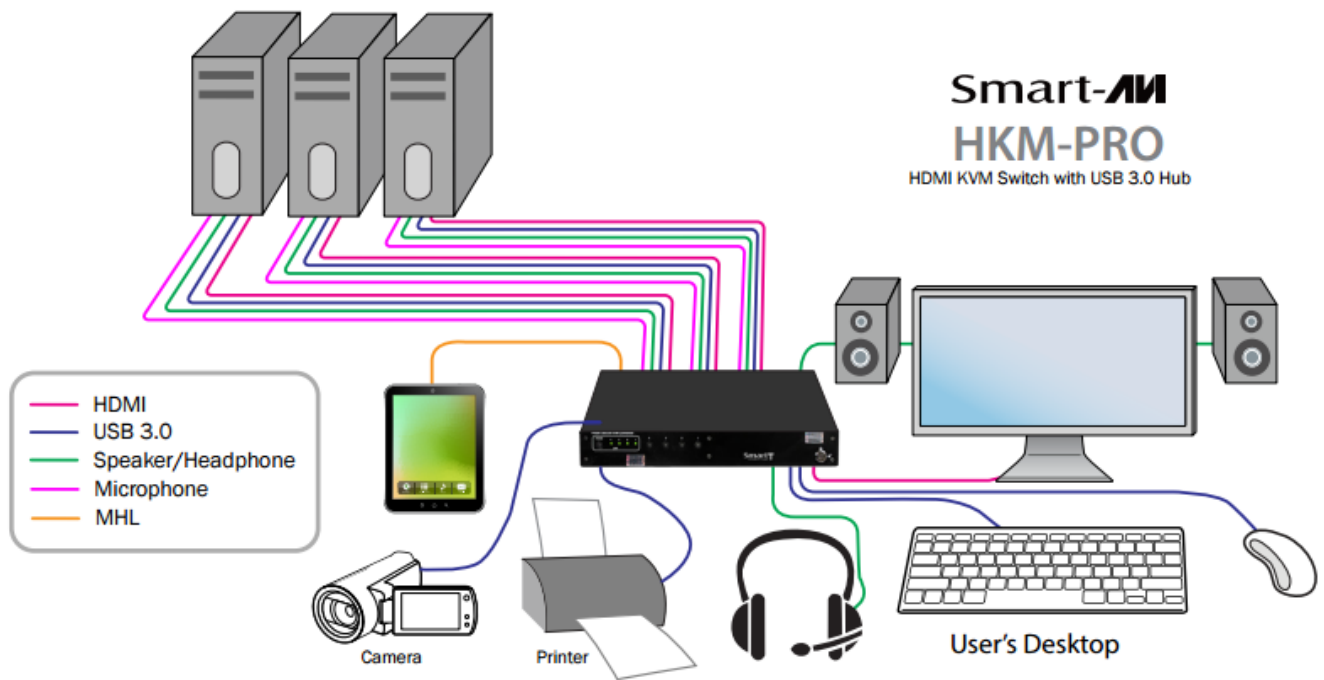 Smart-AVI
HKM-PRO
HDMI KVM Switch with USB 3.0 Hub
HDMI
USB 3.0
Speaker/Headphone
Microphone
MHL
Smart
Camera
Printer
User's Desktop